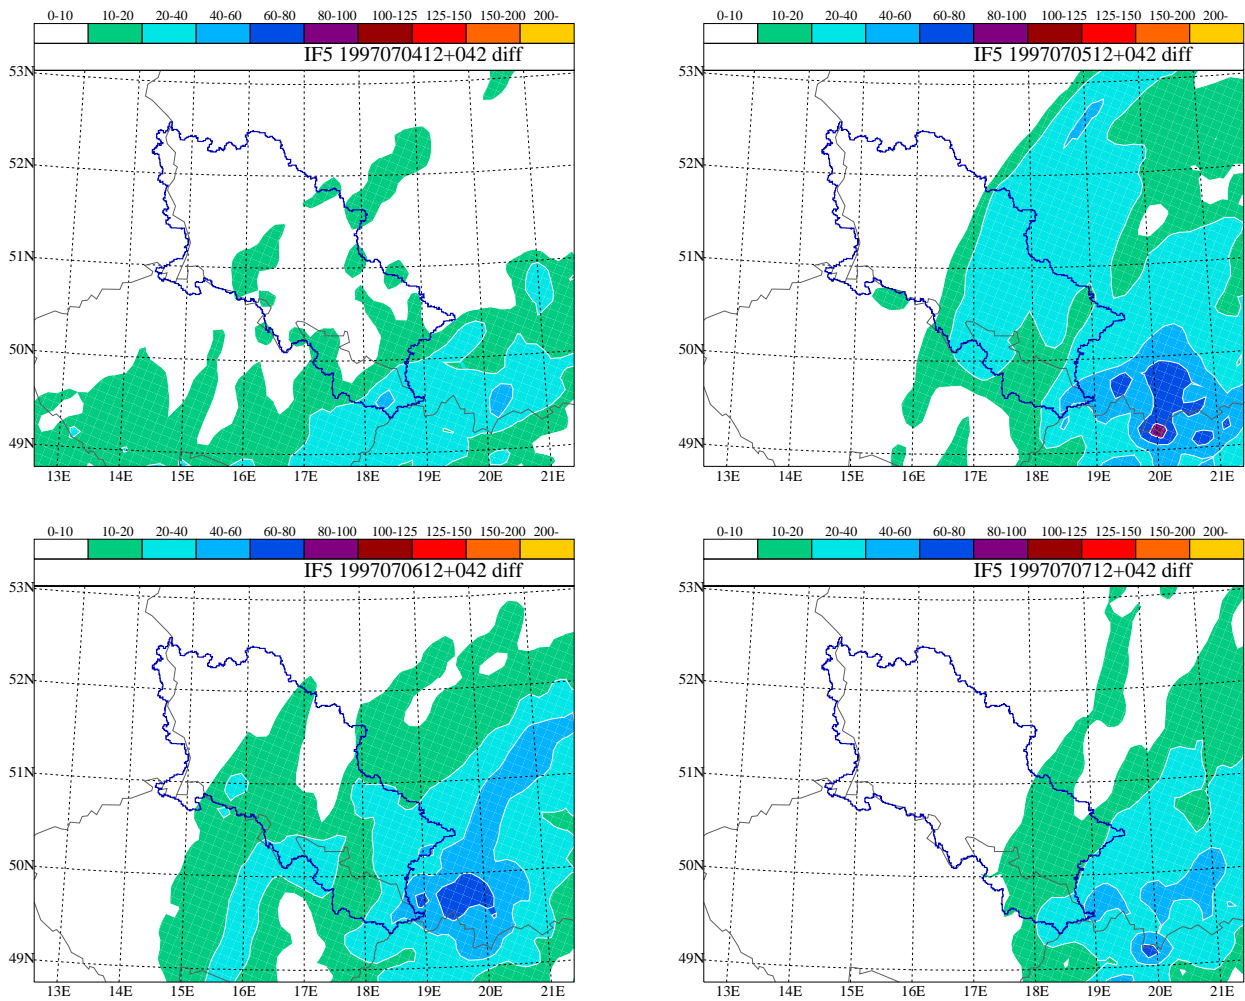 0-10 10-20 20-40 40-60 60-80 80-100 100-125 125-150 150-200 200-
IF5 1997070412+042 diff
53N
52N
51N
50N
49N
13E 14E 15E 16E 17E 18E 19E 20E 21E
0-10 10-20 20-40 40-60 60-80 80-100 100-125 125-150 150-200 200-
IF5 1997070512+042 diff
53N
52N
51N
50N
49N
13E 14E 15E 16E 17E 18E 19E 20E 21E
0-10 10-20 20-40 40-60 60-80 80-100 100-125 125-150 150-200 200-
IF5 1997070612+042 diff
53N
52N
51N
50N
49N
13E 14E 15E 16E 17E 18E 19E 20E 21E
0-10 10-20 20-40 40-60 60-80 80-100 100-125 125-150 150-200 200-
IF5 1997070712+042 diff
53N
52N
51N
50N
49N
13E 14E 15E 16E 17E 18E 19E 20E 21E